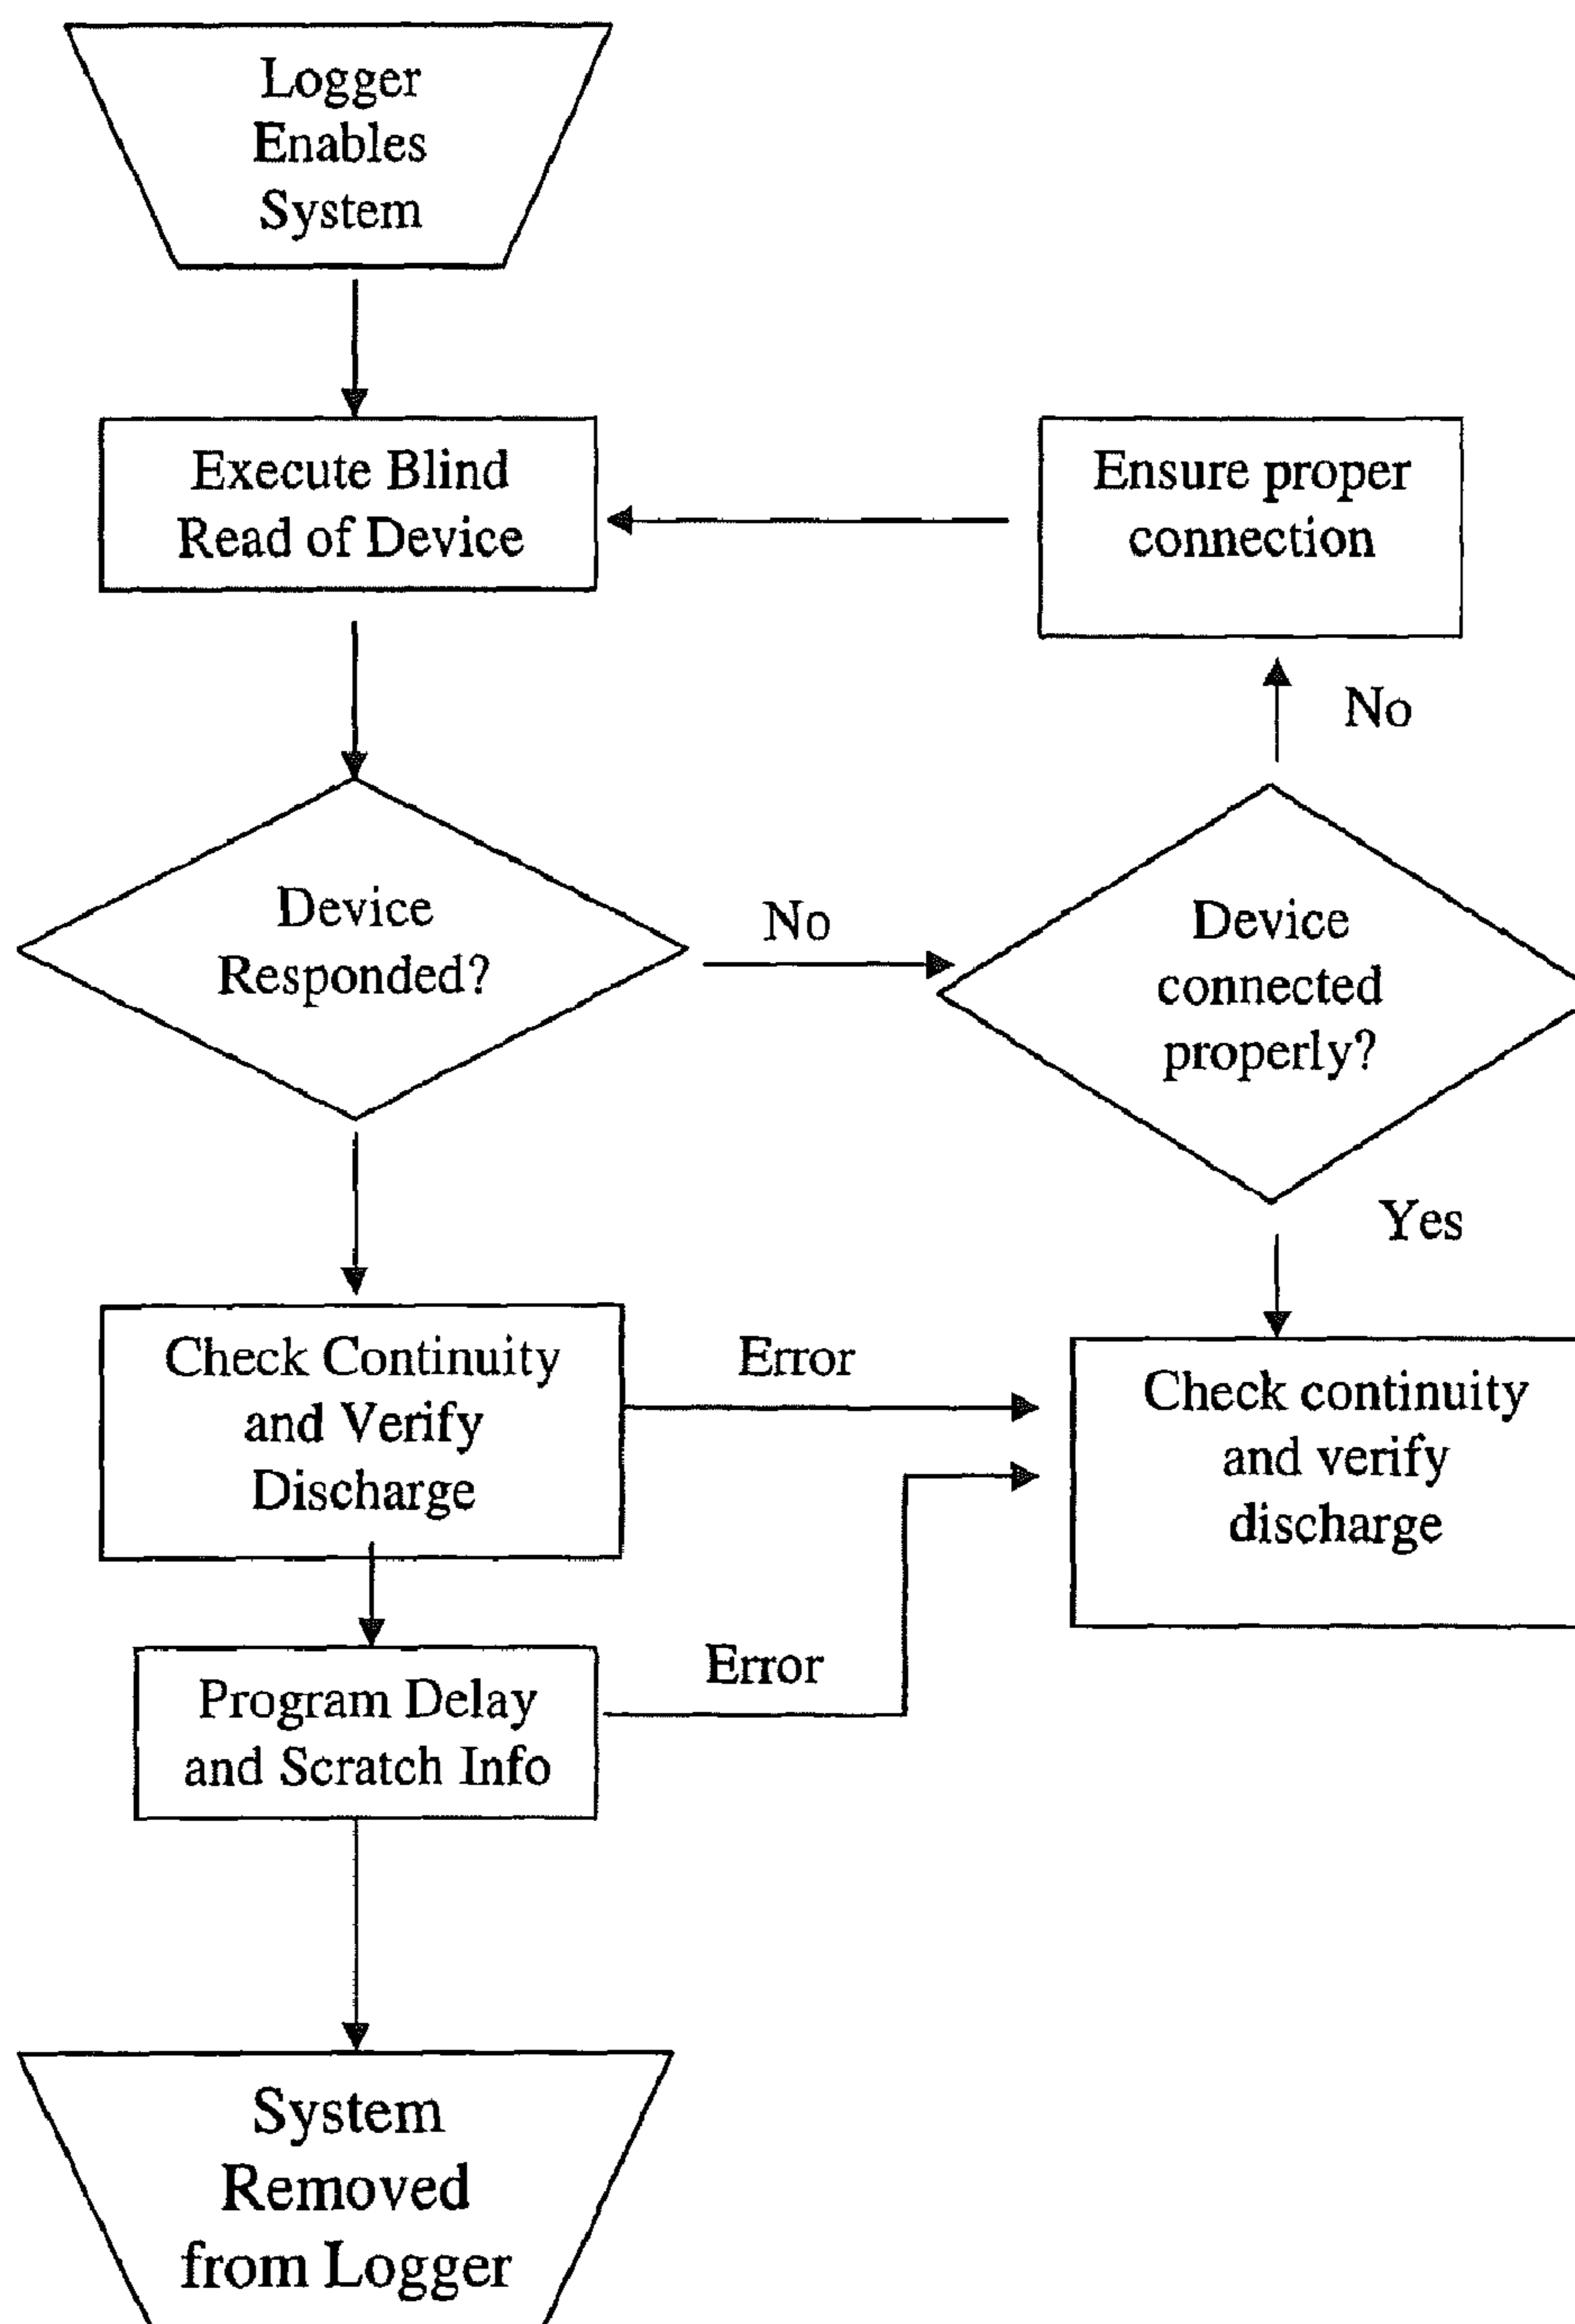 Logger
Enables
System
Execute Blind
Read of Device
Ensure proper
connection
No
Device
Responded?
No
Device
connected
properly?
Yes
Check Continuity
and Verify
Discharge
Error
Check continuity
and verify
discharge
Program Delay
and Scratch Info
Error
System
Removed
from Logger